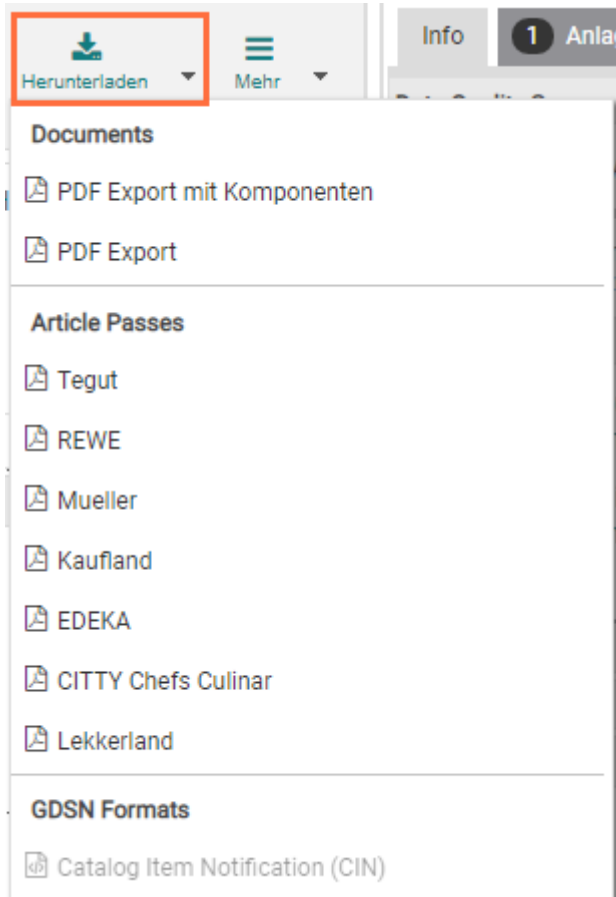 Herunterladen
Mehr
Info
1
Documents
PDF Export mit Komponenten
PDF Export
Article Passes
Tegut
REWE
Mueller
Kaufland
EDEKA
CITTY Chefs Culinar
Lekkerland
GDSN Formats
Catalog Item Notification (CIN)